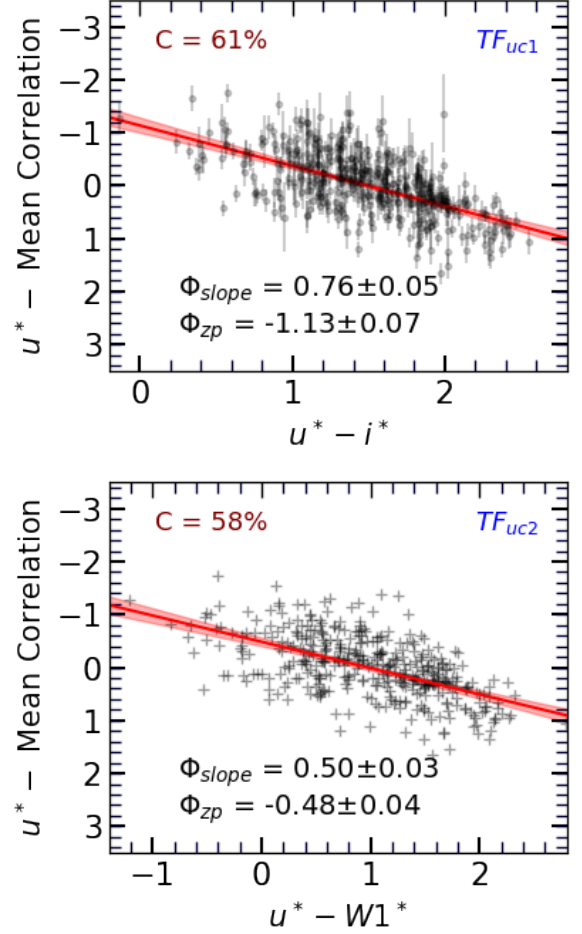 C = 61% TF_uc1
−3
−2
−1
0
1
2
3
u* − Mean Correlation
Φ_slope = 0.76±0.05
Φ_zp = -1.13±0.07
0 1 2
u* − i*
C = 58% TF_uc2
−3
−2
−1
0
1
2
3
u* − Mean Correlation
Φ_slope = 0.50±0.03
Φ_zp = -0.48±0.04
−1 0 1 2
u* − W1*